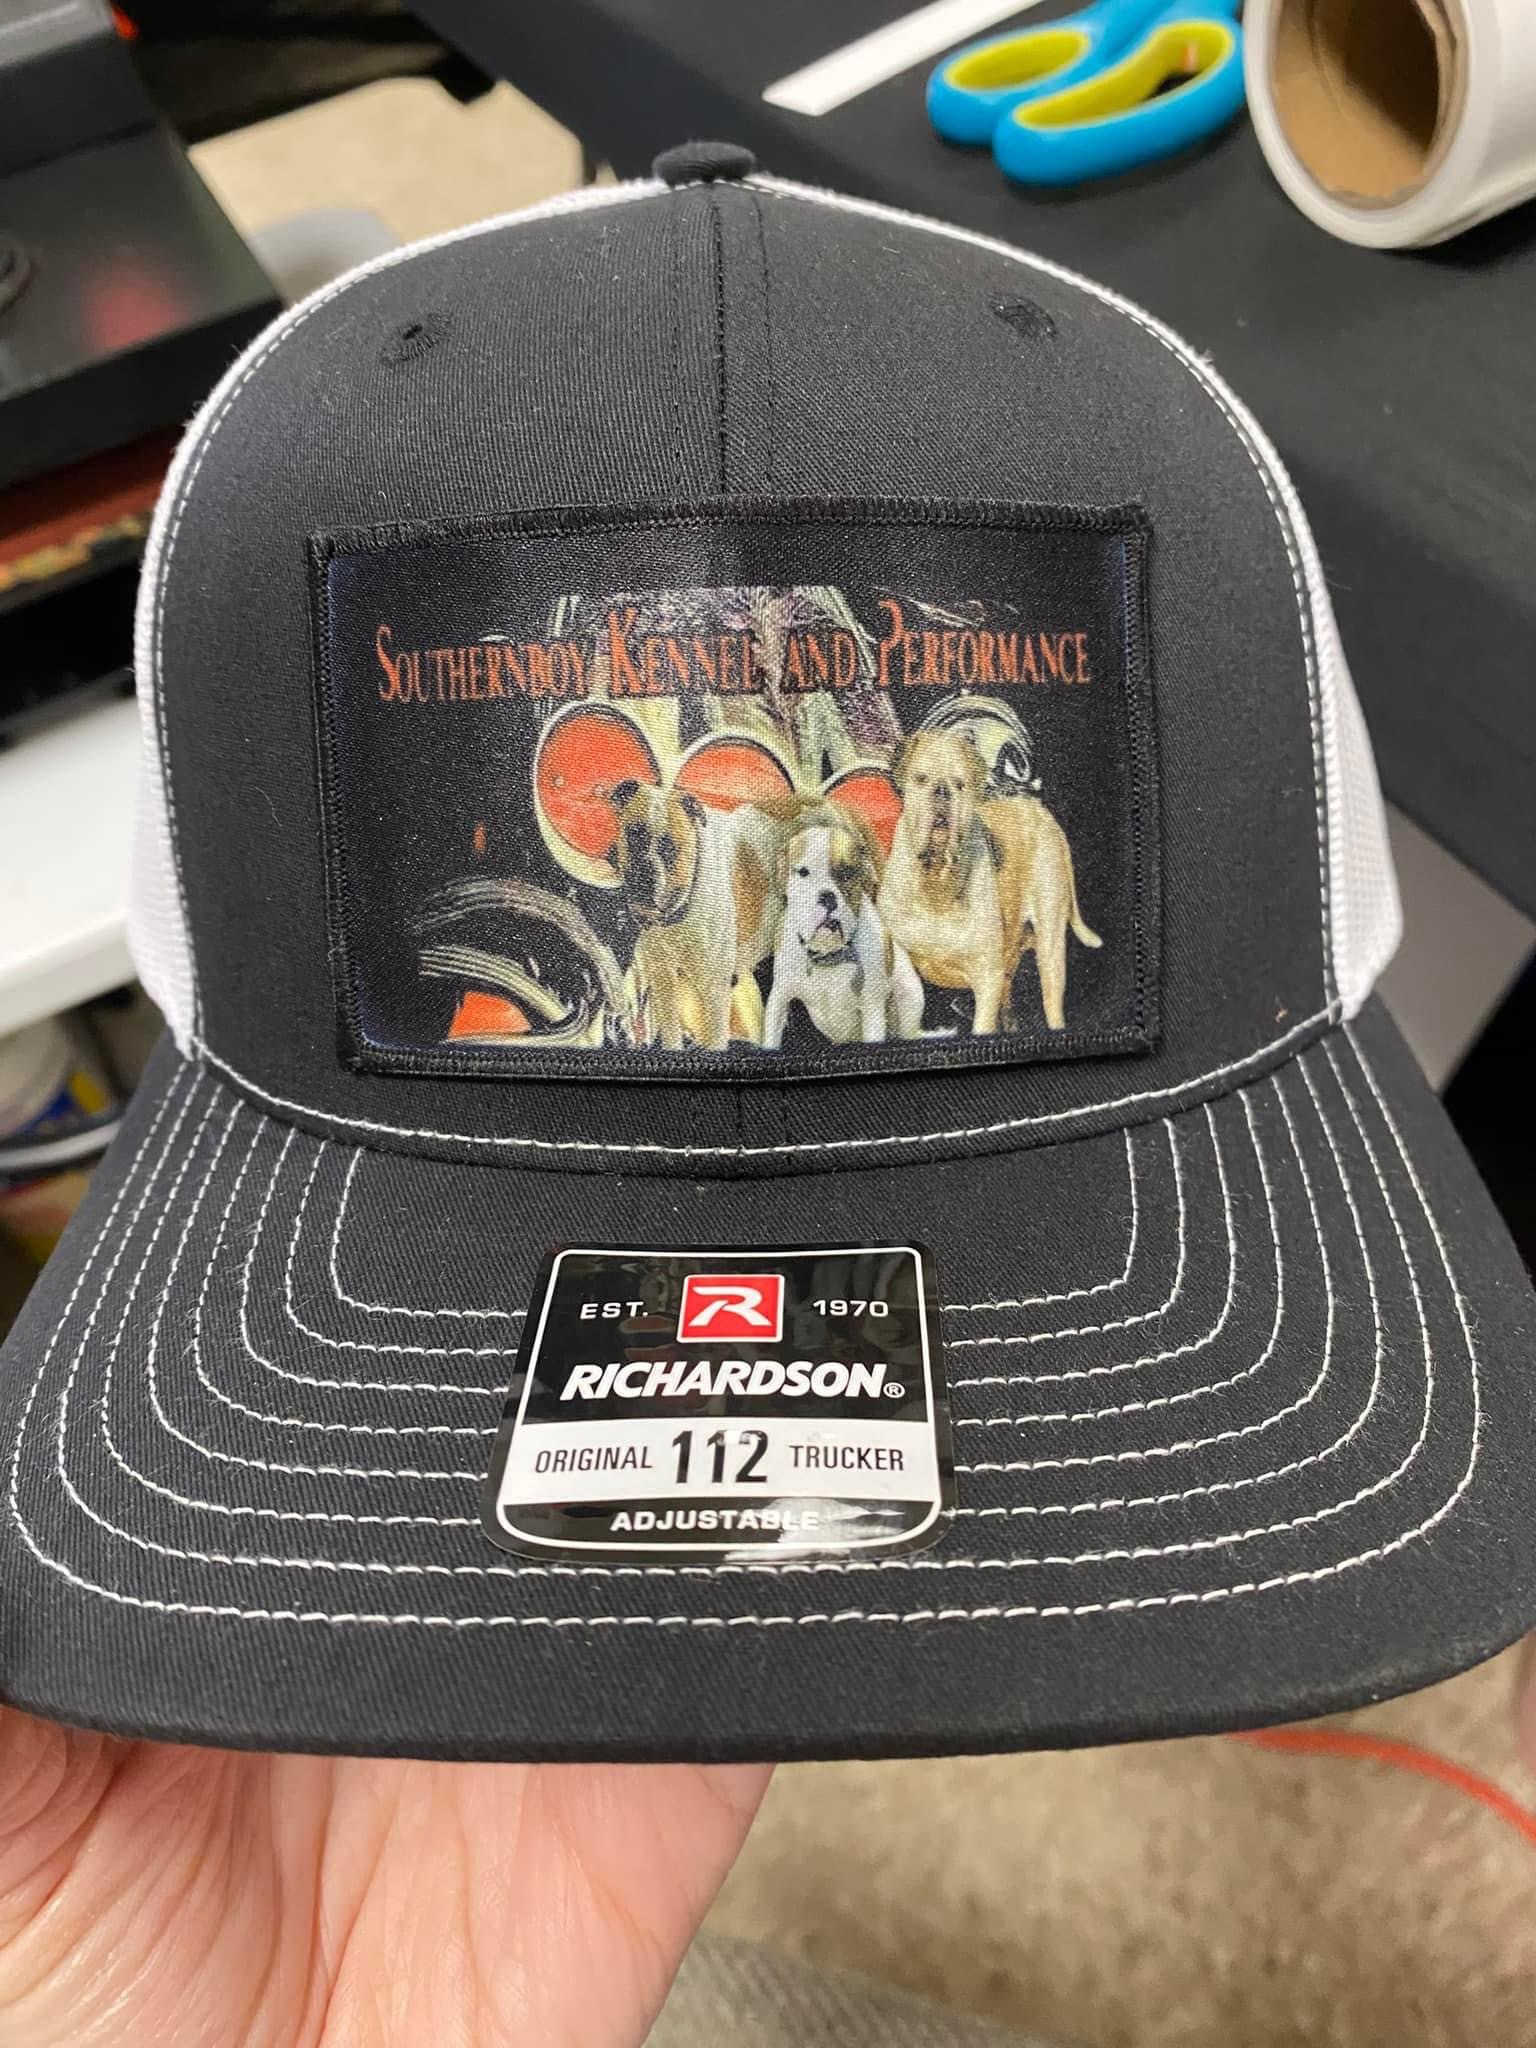 Southernboy Kennel and Performance
EST. R 1970
RICHARDSON®
ORIGINAL 112 TRUCKER
ADJUSTABLE